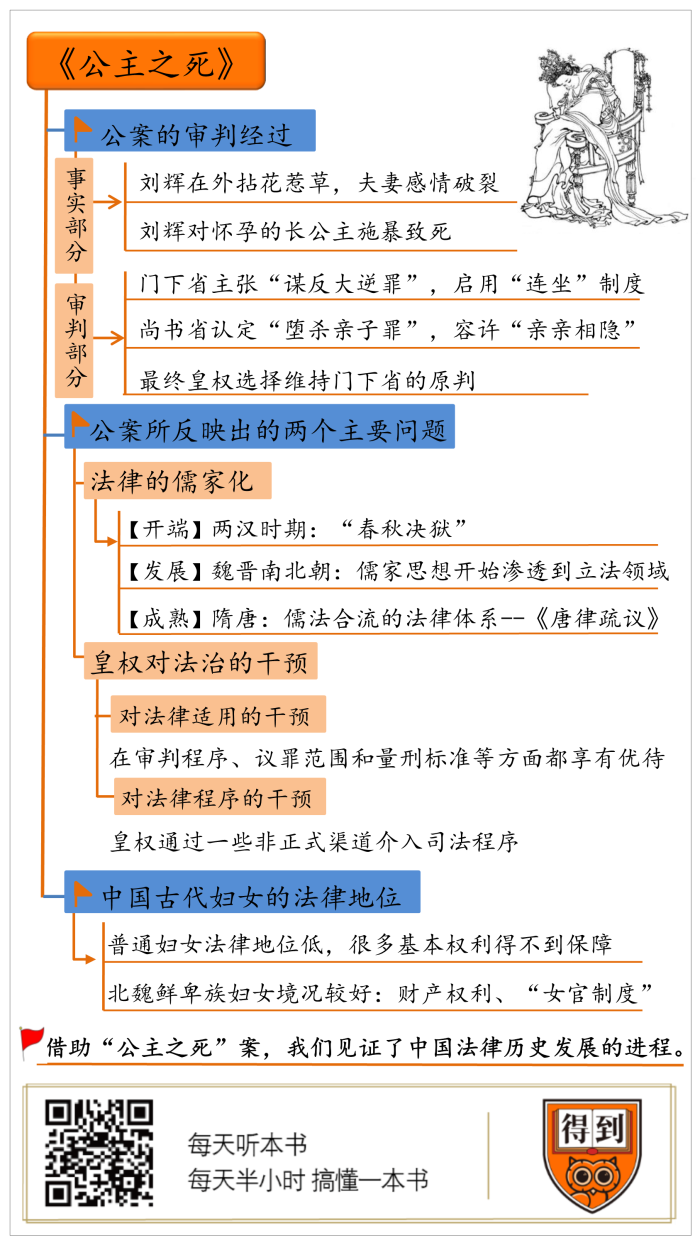 《公主之死》
公案的审判经过
事实部分
刘辉在外拈花惹草，夫妻感情破裂
刘辉对怀孕的长公主施暴致死
审判部分
门下省主张“谋反大逆罪”，启用“连坐”制度
尚书省认定“堕杀亲子罪”，容许“亲亲相隐”
最终皇权选择维持门下省的原判
公案所反映出的两个主要问题
法律的儒家化
【开端】两汉时期：“春秋决狱”
【发展】魏晋南北朝：儒家思想开始渗透到立法领域
【成熟】隋唐：儒法合流的法律体系--《唐律疏议》
皇权对法治的干预
对法律适用的干预
在审判程序、议罪范围和量刑标准等方面都享有优待
对法律程序的干预
皇权通过一些非正式渠道介入司法程序
中国古代妇女的法律地位
普通妇女法律地位低，很多基本权利得不到保障
北魏鲜卑族妇女境况较好：财产权利、“女官制度”
借助“公主之死”案，我们见证了中国法律历史发展的进程。
每天听本书
每天半小时 搞懂一本书
得到